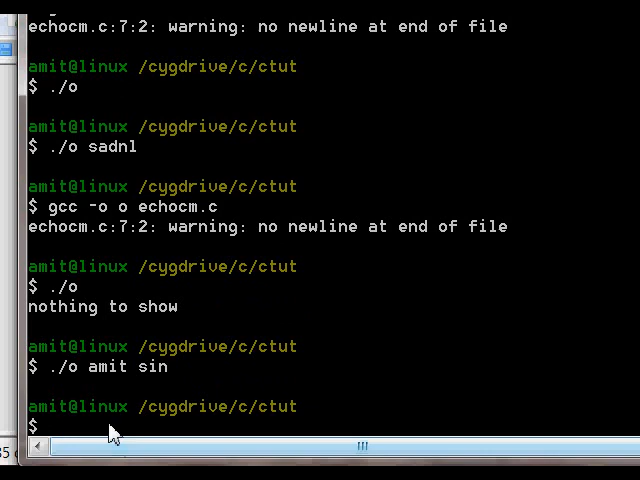 echocm.c:7:2: warning: no newline at end of file
amit@linux /cygdrive/c/ctut
$ ./o
amit@linux /cygdrive/c/ctut
$ ./o sadnl
amit@linux /cygdrive/c/ctut
$ gcc -o o echocm.c
echocm.c:7:2: warning: no newline at end of file
amit@linux /cygdrive/c/ctut
$ ./o
nothing to show
amit@linux /cygdrive/c/ctut
$ ./o amit sin
amit@linux /cygdrive/c/ctut
$